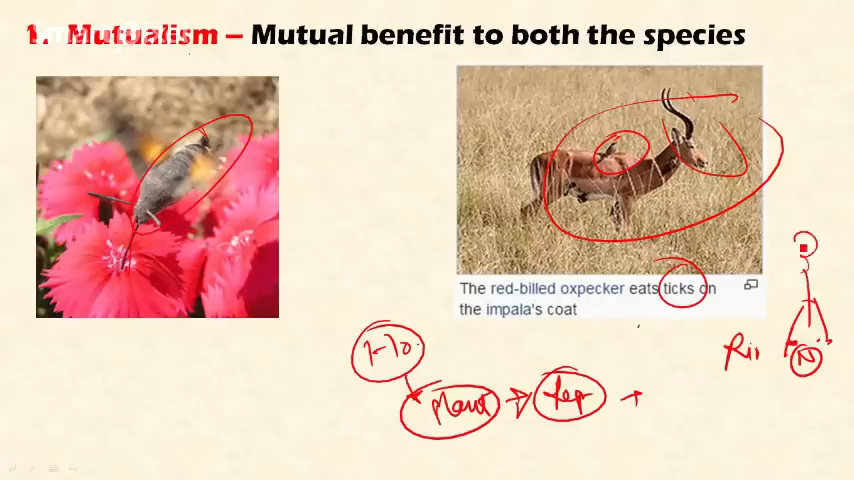 1. Mutualism – Mutual benefit to both the species
The red-billed oxpecker eats ticks on
the impala's coat
plant
N